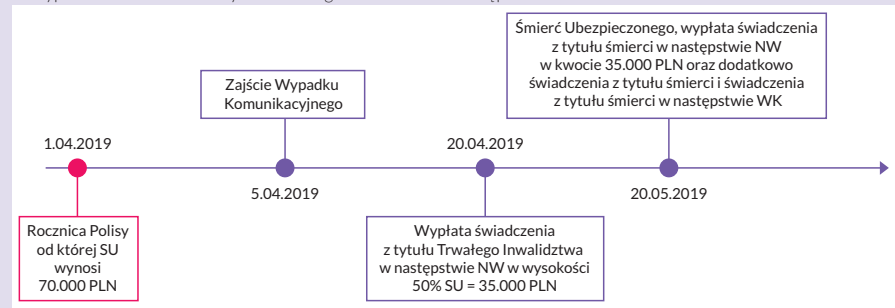 Śmierć Ubezpieczonego, wypłata świadczenia
z tytułu śmierci w następstwie NW
w kwocie 35.000 PLN oraz dodatkowo
świadczenia z tytułu śmierci i świadczenia
z tytułu śmierci w następstwie WK
Zajście Wypadku
Komunikacyjnego
1.04.2019
20.04.2019
5.04.2019
20.05.2019
Rocznica Polisy
od której SU
wynosi
70.000 PLN
Wypłata świadczenia
z tytułu Trwałego Inwalidztwa
w następstwie NW w wysokości
50% SU = 35.000 PLN